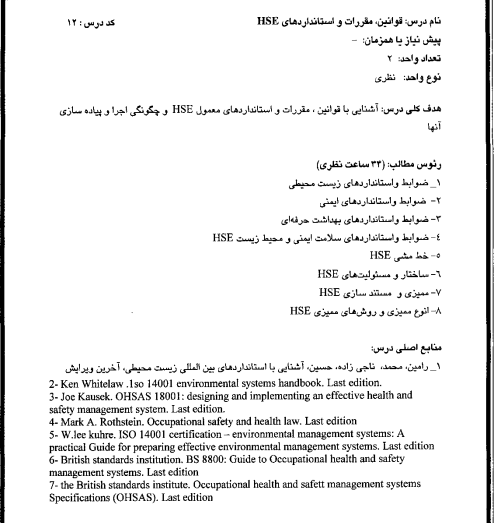 نام درس: قوانین، مقررات و استانداردهای HSE
کد درس: ۱۲
پیش نیاز یا همزمان: –
تعداد واحد: ۲
نوع واحد: نظری
هدف کلی درس: آشنایی با قوانین ، مقررات و استانداردهای معمول HSE و چگونگی اجرا و پیاده سازی
آنها
رئوس مطالب: (۳۴ ساعت نظری)
۱_ ضوابط واستانداردهای زیست محیطی
۲- ضوابط واستانداردهای ایمنی
۳- ضوابط واستانداردهای بهداشت حرفه‌ای
۴- ضوابط واستانداردهای سلامت ایمنی و محیط زیست HSE
۵- خط مشی HSE
۶- ساختار و مسئولیت‌های HSE
۷- ممیزی و مستند سازی HSE
۸- انوع ممیزی و روش‌های ممیزی HSE
منابع اصلی درس:
۱_ رامین، محمد، ناجی زاده، حسین، آشنایی با استانداردهای بین المللی زیست محیطی، آخرین ویرایش
2- Ken Whitelaw .Iso 14001 environmental systems handbook. Last edition.
3- Joe Kausek. OHSAS 18001: designing and implementing an effective health and
safety management system. Last edition.
4- Mark A. Rothstein. Occupational safety and health law. Last edition
5- W.lee kuhre. ISO 14001 certification – environmental management systems: A
practical Guide for preparing effective environmental management systems. Last edition
6- British standards institution. BS 8800: Guide to Occupational health and safety
management systems. Last edition
7- the British standards institute. Occupational health and safett management systems
Specifications (OHSAS). Last edition